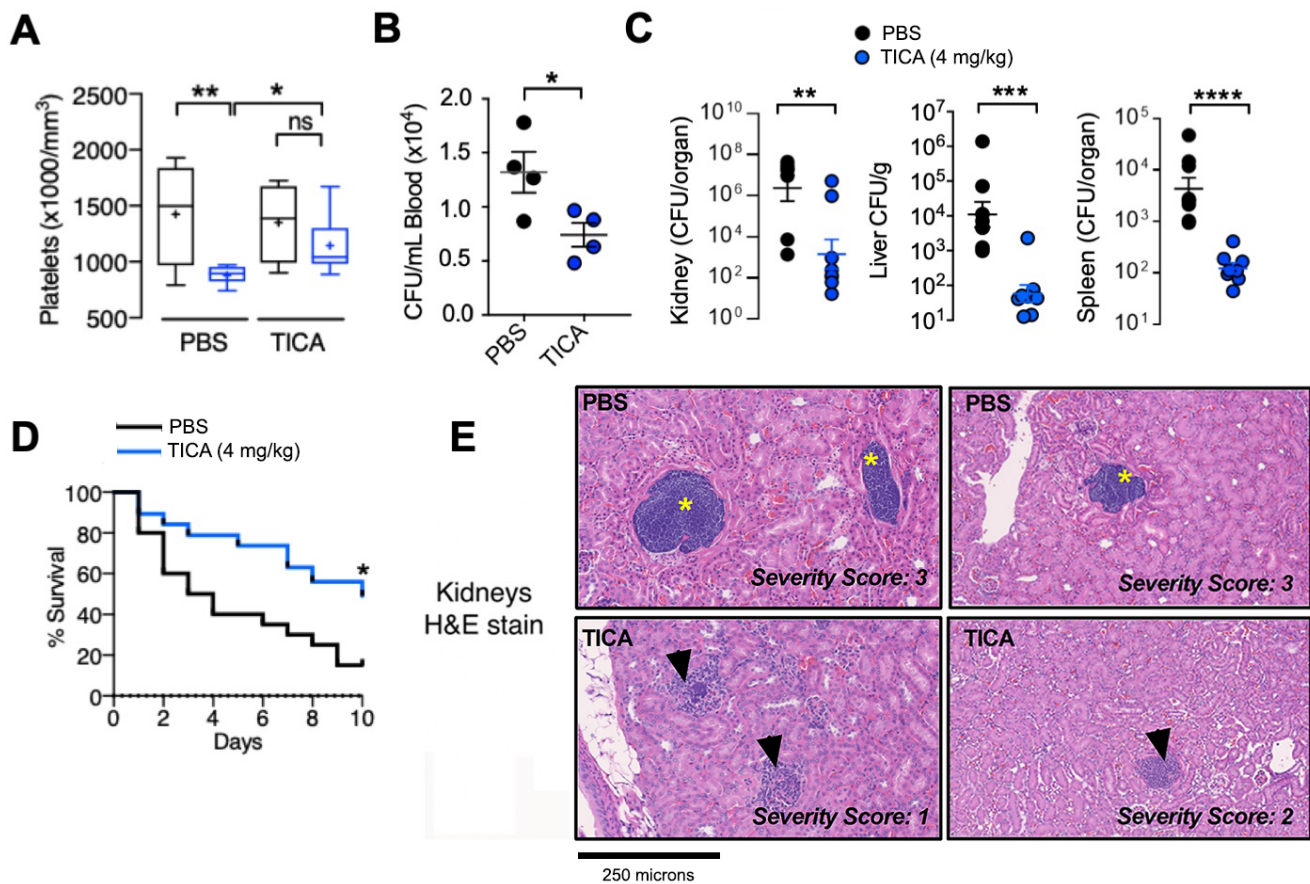 A
Platelets (x1000/mm³)
2500
2000
1500
1000
500
**
*
ns
PBS
TICA
B
CFU/mL Blood (x10⁴)
2.0
1.5
1.0
0.5
0.0
*
PBS
TICA
C
PBS
TICA (4 mg/kg)
Kidney (CFU/organ)
10¹⁰
10⁸
10⁶
10⁴
10²
10⁰
**
Liver CFU/g
10⁷
10⁶
10⁵
10⁴
10³
10²
10¹
***
Spleen (CFU/organ)
10⁵
10⁴
10³
10²
10¹
****
D
PBS
TICA (4 mg/kg)
% Survival
100
80
60
40
20
0
*
0 2 4 6 8 10
Days
E
Kidneys
H&E stain
PBS
*
*
Severity Score: 3
PBS
*
Severity Score: 3
TICA
Severity Score: 1
TICA
Severity Score: 2
250 microns